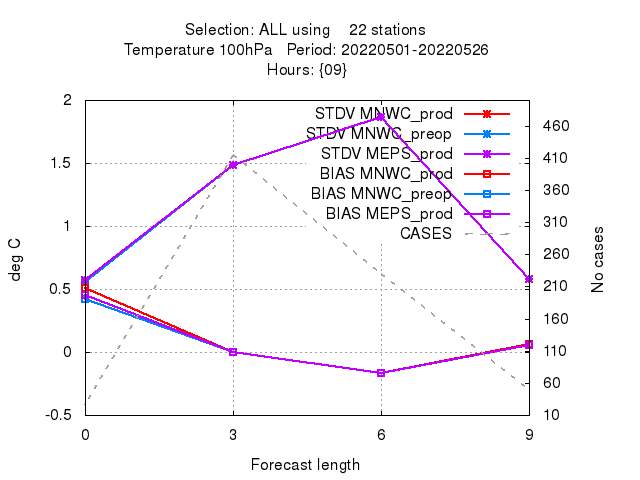 Selection: ALL using 22 stations
Temperature 100hPa Period: 20220501-20220526
Hours: {09}
2
1.5
1
0.5
0
-0.5
deg C
STDV MNWC_prod
STDV MNWC_preop
STDV MEPS_prod
BIAS MNWC_prod
BIAS MNWC_preop
BIAS MEPS_prod
CASES
460
410
360
310
260
210
160
110
60
10
No cases
0 3 6 9
Forecast length